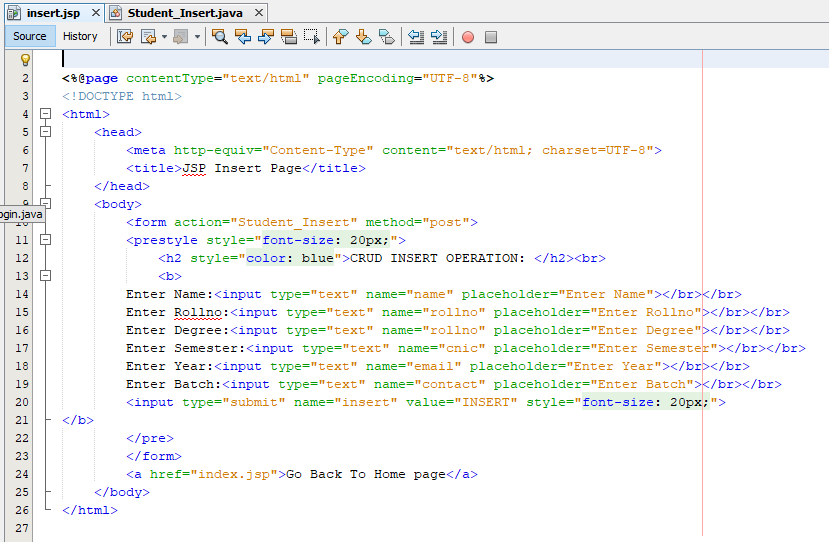 insert.jsp × Student_Insert.java ×
Source History
2 <%@page contentType="text/html" pageEncoding="UTF-8"%>
3 <!DOCTYPE html>
4 <html>
5 <head>
6 <meta http-equiv="Content-Type" content="text/html; charset=UTF-8">
7 <title>JSP Insert Page</title>
8 </head>
9 <body>
ogin.java
10 <form action="Student_Insert" method="post">
11 <prestyle style="font-size: 20px;">
12 <h2 style="color: blue">CRUD INSERT OPERATION: </h2><br>
13 <b>
14 Enter Name:<input type="text" name="name" placeholder="Enter Name"></br></br>
15 Enter Rollno:<input type="text" name="rollno" placeholder="Enter Rollno"></br></br>
16 Enter Degree:<input type="text" name="rollno" placeholder="Enter Degree"></br></br>
17 Enter Semester:<input type="text" name="cnic" placeholder="Enter Semester"></br></br>
18 Enter Year:<input type="text" name="email" placeholder="Enter Year"></br></br>
19 Enter Batch:<input type="text" name="contact" placeholder="Enter Batch"></br></br>
20 <input type="submit" name="insert" value="INSERT" style="font-size: 20px;">
21 </b>
22 </pre>
23 </form>
24 <a href="index.jsp">Go Back To Home page</a>
25 </body>
26 </html>
27